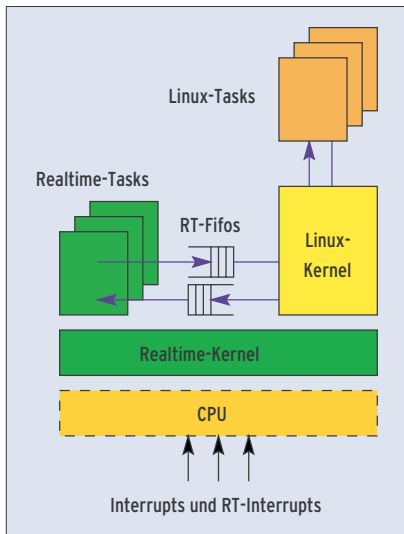 Linux-Tasks
Realtime-Tasks
RT-Fifos
Linux-
Kernel
Realtime-Kernel
CPU
Interrupts und RT-Interrupts